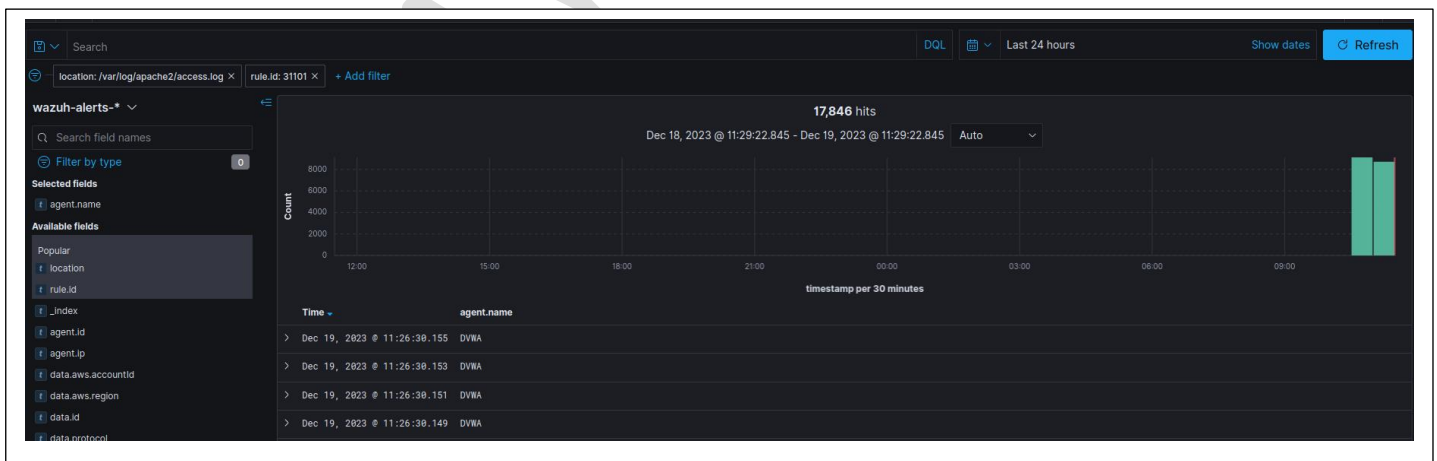 Search DQL Last 24 hours Show dates Refresh
location: /var/log/apache2/access.log × rule.id: 31101 × + Add filter
wazuh-alerts-*
Search field names
Filter by type 0
Selected fields
t agent.name
Available fields
Popular
t location
t rule.id
t _index
t agent.id
t agent.ip
t data.aws.accountId
t data.aws.region
t data.id
t data.protocol
17,846 hits
Dec 18, 2023 @ 11:29:22.845 - Dec 19, 2023 @ 11:29:22.845 Auto
Count
8000
6000
4000
2000
0
12:00 15:00 18:00 21:00 00:00 03:00 06:00 09:00
timestamp per 30 minutes
Time agent.name
> Dec 19, 2023 @ 11:26:30.155 DVWA
> Dec 19, 2023 @ 11:26:30.153 DVWA
> Dec 19, 2023 @ 11:26:30.151 DVWA
> Dec 19, 2023 @ 11:26:30.149 DVWA